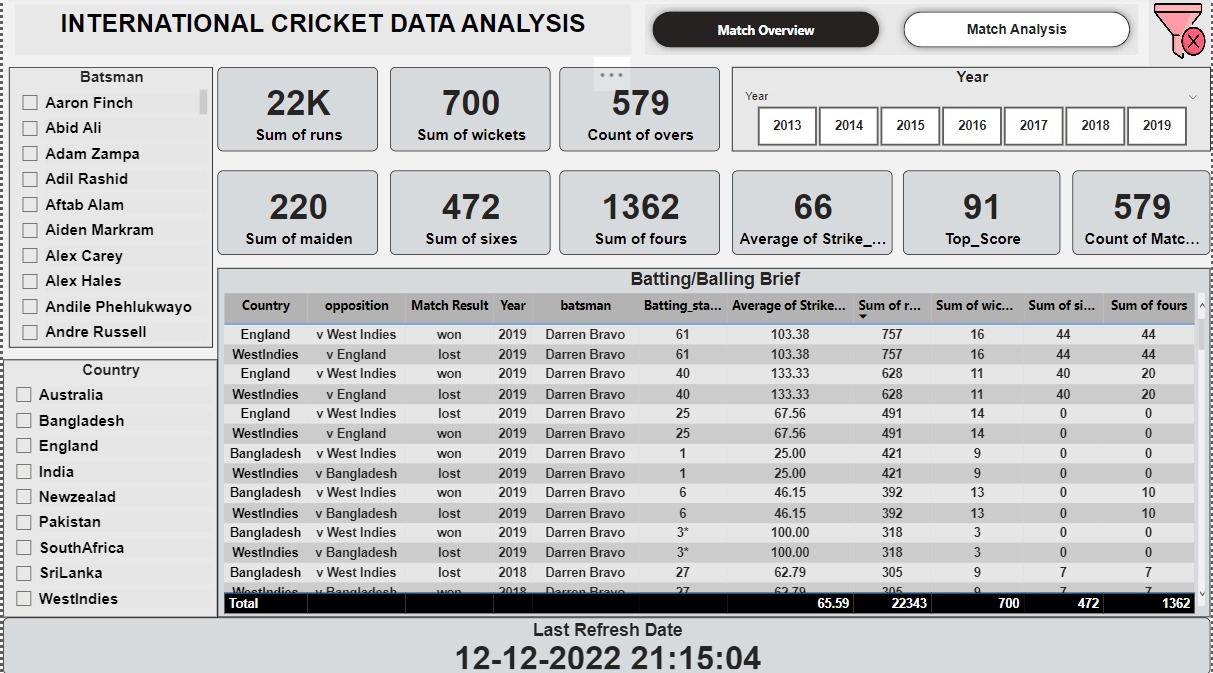 INTERNATIONAL CRICKET DATA ANALYSIS
Match Overview
Match Analysis
Batsman
Aaron Finch
Abid Ali
Adam Zampa
Adil Rashid
Aftab Alam
Aiden Markram
Alex Carey
Alex Hales
Andile Phehlukwayo
Andre Russell
22K
Sum of runs
700
Sum of wickets
579
Count of overs
Year
Year
2013 2014 2015 2016 2017 2018 2019
220
Sum of maiden
472
Sum of sixes
1362
Sum of fours
66
Average of Strike_...
91
Top_Score
579
Count of Matc...
Country
Australia
Bangladesh
England
India
Newzealad
Pakistan
SouthAfrica
SriLanka
WestIndies
Batting/Balling Brief
Country opposition Match Result Year batsman Batting_sta... Average of Strike... Sum of r... Sum of wic... Sum of si... Sum of fours
England v West Indies won 2019 Darren Bravo 61 103.38 757 16 44 44
WestIndies v England lost 2019 Darren Bravo 61 103.38 757 16 44 44
England v West Indies won 2019 Darren Bravo 40 133.33 628 11 40 20
WestIndies v England lost 2019 Darren Bravo 40 133.33 628 11 40 20
England v West Indies lost 2019 Darren Bravo 25 67.56 491 14 0 0
WestIndies v England won 2019 Darren Bravo 25 67.56 491 14 0 0
Bangladesh v West Indies won 2019 Darren Bravo 1 25.00 421 9 0 0
WestIndies v Bangladesh lost 2019 Darren Bravo 1 25.00 421 9 0 0
Bangladesh v West Indies won 2019 Darren Bravo 6 46.15 392 13 0 10
WestIndies v Bangladesh lost 2019 Darren Bravo 6 46.15 392 13 0 10
Bangladesh v West Indies won 2019 Darren Bravo 3* 100.00 318 3 0 0
WestIndies v Bangladesh lost 2019 Darren Bravo 3* 100.00 318 3 0 0
Bangladesh v West Indies lost 2018 Darren Bravo 27 62.79 305 9 7 7
WestIndies v Bangladesh won 2018 Darren Bravo 27 62.79 305 9 7 7
Total 65.59 22343 700 472 1362
Last Refresh Date
12-12-2022 21:15:04